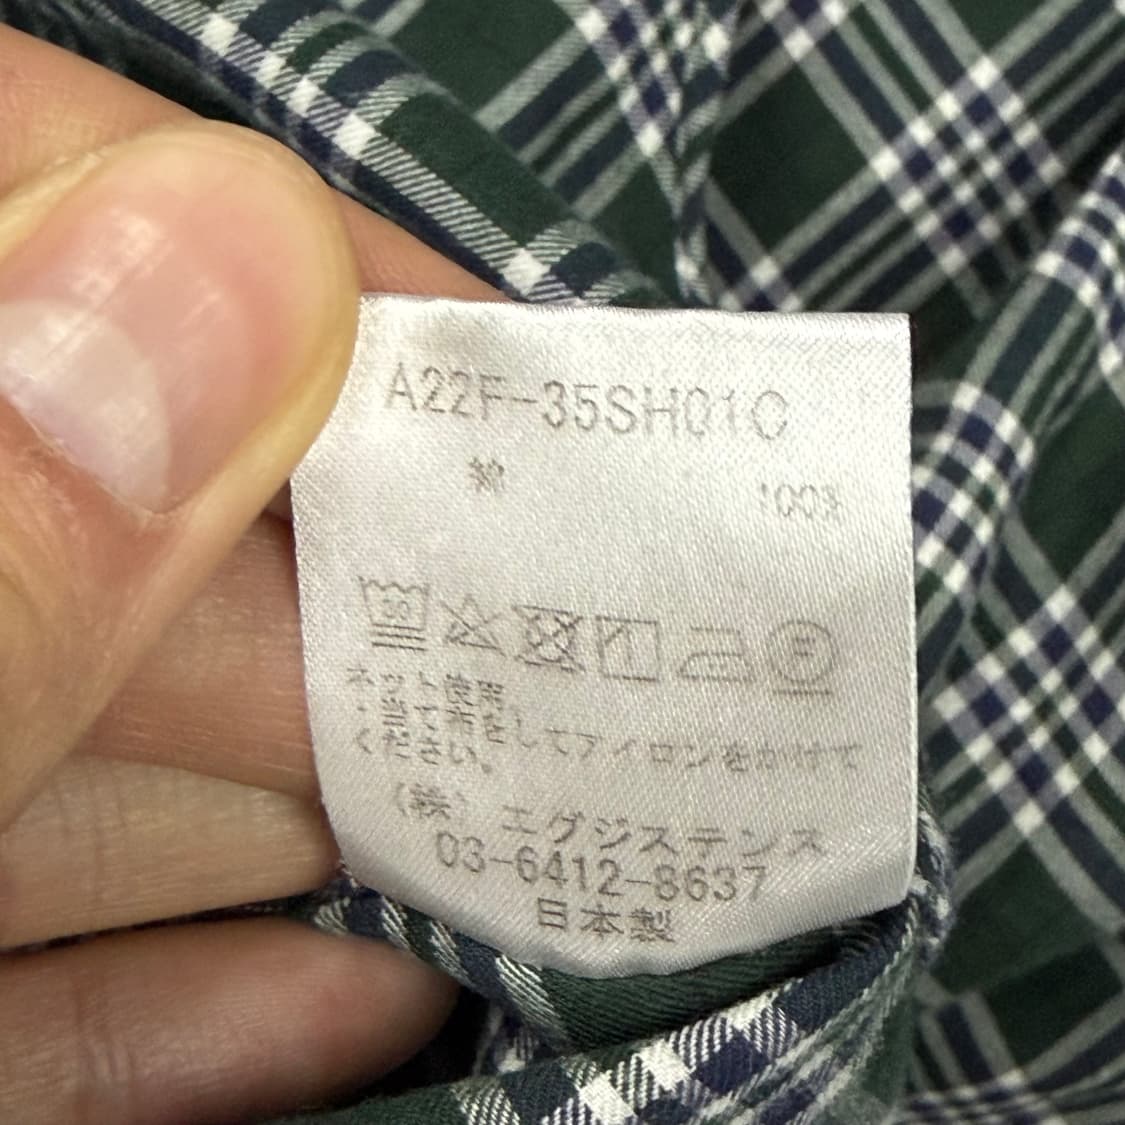 A22F-35SH01C
綿 100%
ネット使用
・当て布をしてアイロンをかけて
ください。
(株) エグジステンス
03-6412-8637
日本製